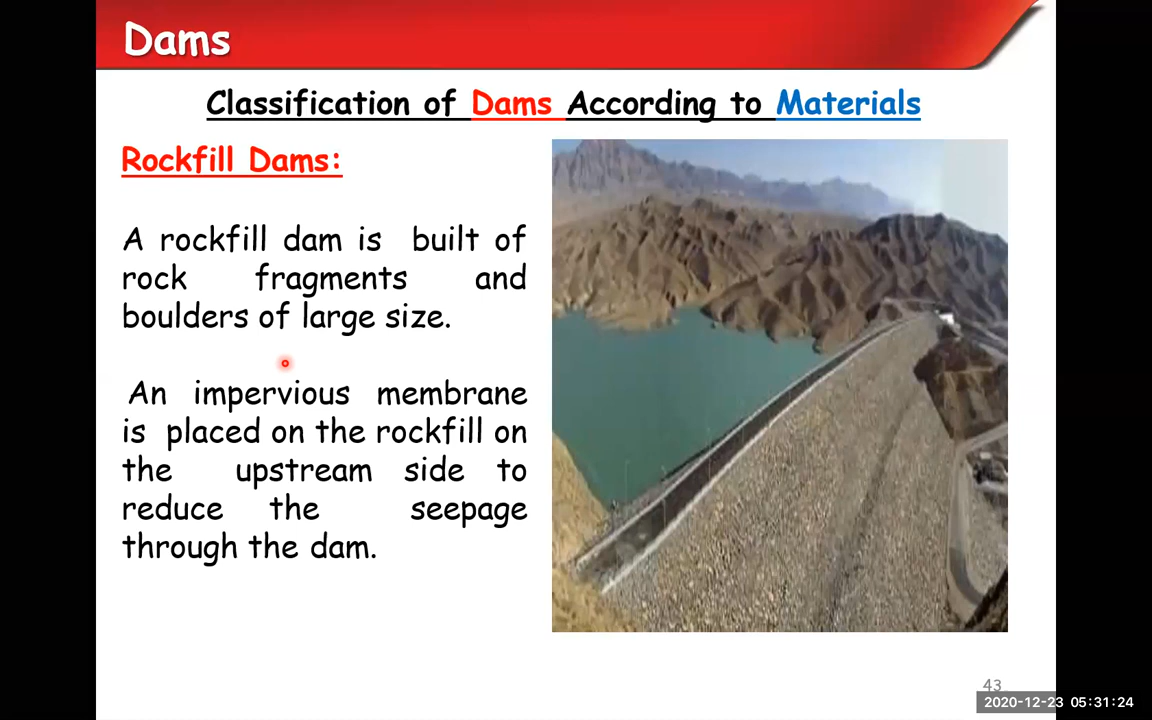 Dams
Classification of Dams According to Materials
Rockfill Dams:
A rockfill dam is built of
rock fragments and
boulders of large size.
An impervious membrane
is placed on the rockfill on
the upstream side to
reduce the seepage
through the dam.
43
2020-12-23 05:31:24